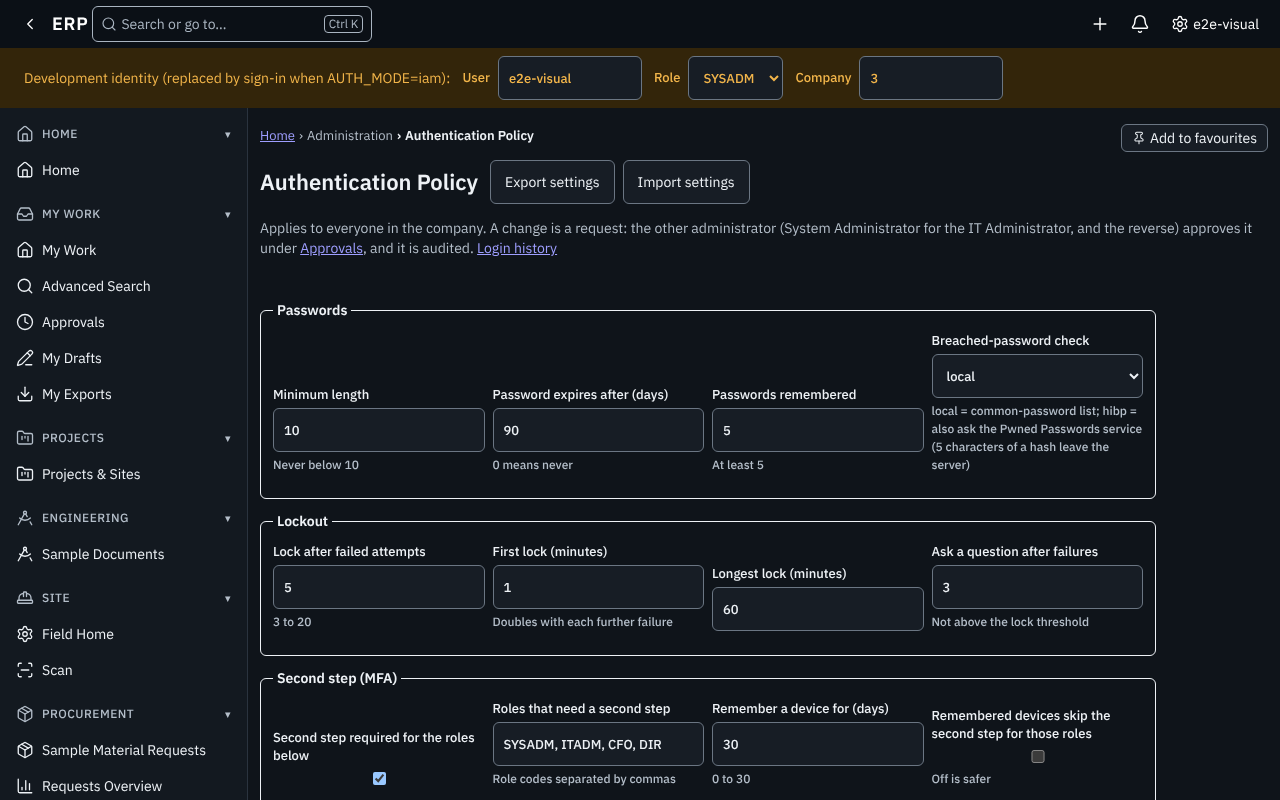 ERP
Search or go to...
Ctrl K
e2e-visual
Development identity (replaced by sign-in when AUTH_MODE=iam):
User
e2e-visual
Role
SYSADM
Company
3
HOME
Home
MY WORK
My Work
Advanced Search
Approvals
My Drafts
My Exports
PROJECTS
Projects & Sites
ENGINEERING
Sample Documents
SITE
Field Home
Scan
PROCUREMENT
Sample Material Requests
Requests Overview
Home › Administration › Authentication Policy
Add to favourites
Authentication Policy
Export settings
Import settings
Applies to everyone in the company. A change is a request: the other administrator (System Administrator for the IT Administrator, and the reverse) approves it
under Approvals, and it is audited. Login history
Passwords
Minimum length
10
Never below 10
Password expires after (days)
90
0 means never
Passwords remembered
5
At least 5
Breached-password check
local
local = common-password list; hibp =
also ask the Pwned Passwords service
(5 characters of a hash leave the
server)
Lockout
Lock after failed attempts
5
3 to 20
First lock (minutes)
1
Doubles with each further failure
Longest lock (minutes)
60
Ask a question after failures
3
Not above the lock threshold
Second step (MFA)
Second step required for the roles
below
Roles that need a second step
SYSADM, ITADM, CFO, DIR
Role codes separated by commas
Remember a device for (days)
30
0 to 30
Remembered devices skip the
second step for those roles
Off is safer